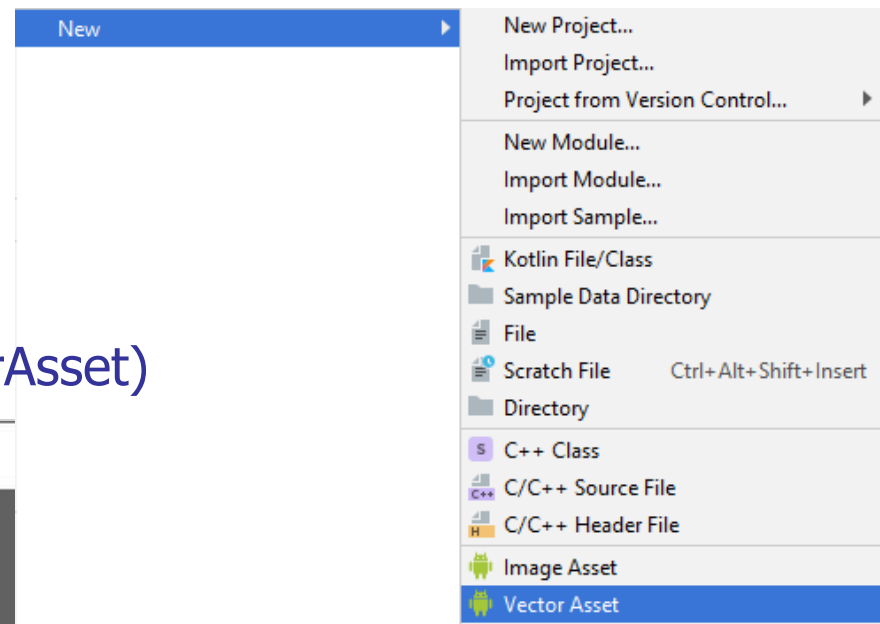 New
New Project...
Import Project...
Project from Version Control...
New Module...
Import Module...
Import Sample...
Kotlin File/Class
Sample Data Directory
File
rAsset)
Scratch File Ctrl+Alt+Shift+Insert
Directory
S C++ Class
C++ C/C++ Source File
H C/C++ Header File
Image Asset
Vector Asset